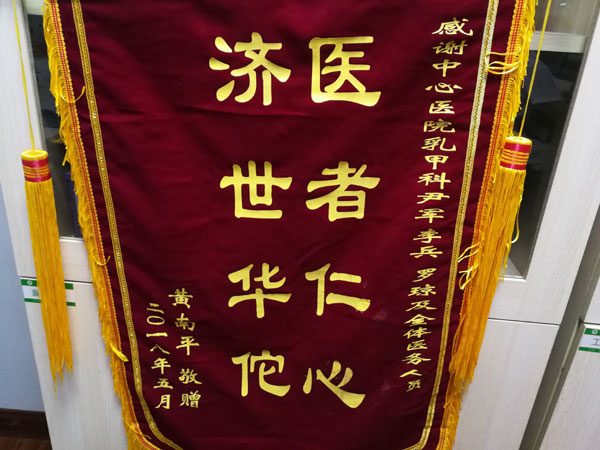 感谢中心医院乳甲科尹军李兵罗琼及全体医务人员
医者仁心
济世华佗
黄南平 敬赠
二〇一八年五月